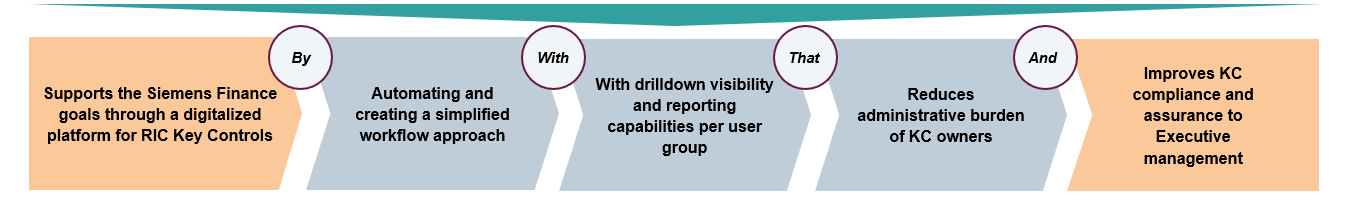 Supports the Siemens Finance
goals through a digitalized
platform for RIC Key Controls
By
Automating and
creating a simplified
workflow approach
With
With drilldown visibility
and reporting
capabilities per user
group
That
Reduces
administrative burden
of KC owners
And
Improves KC
compliance and
assurance to
Executive
management